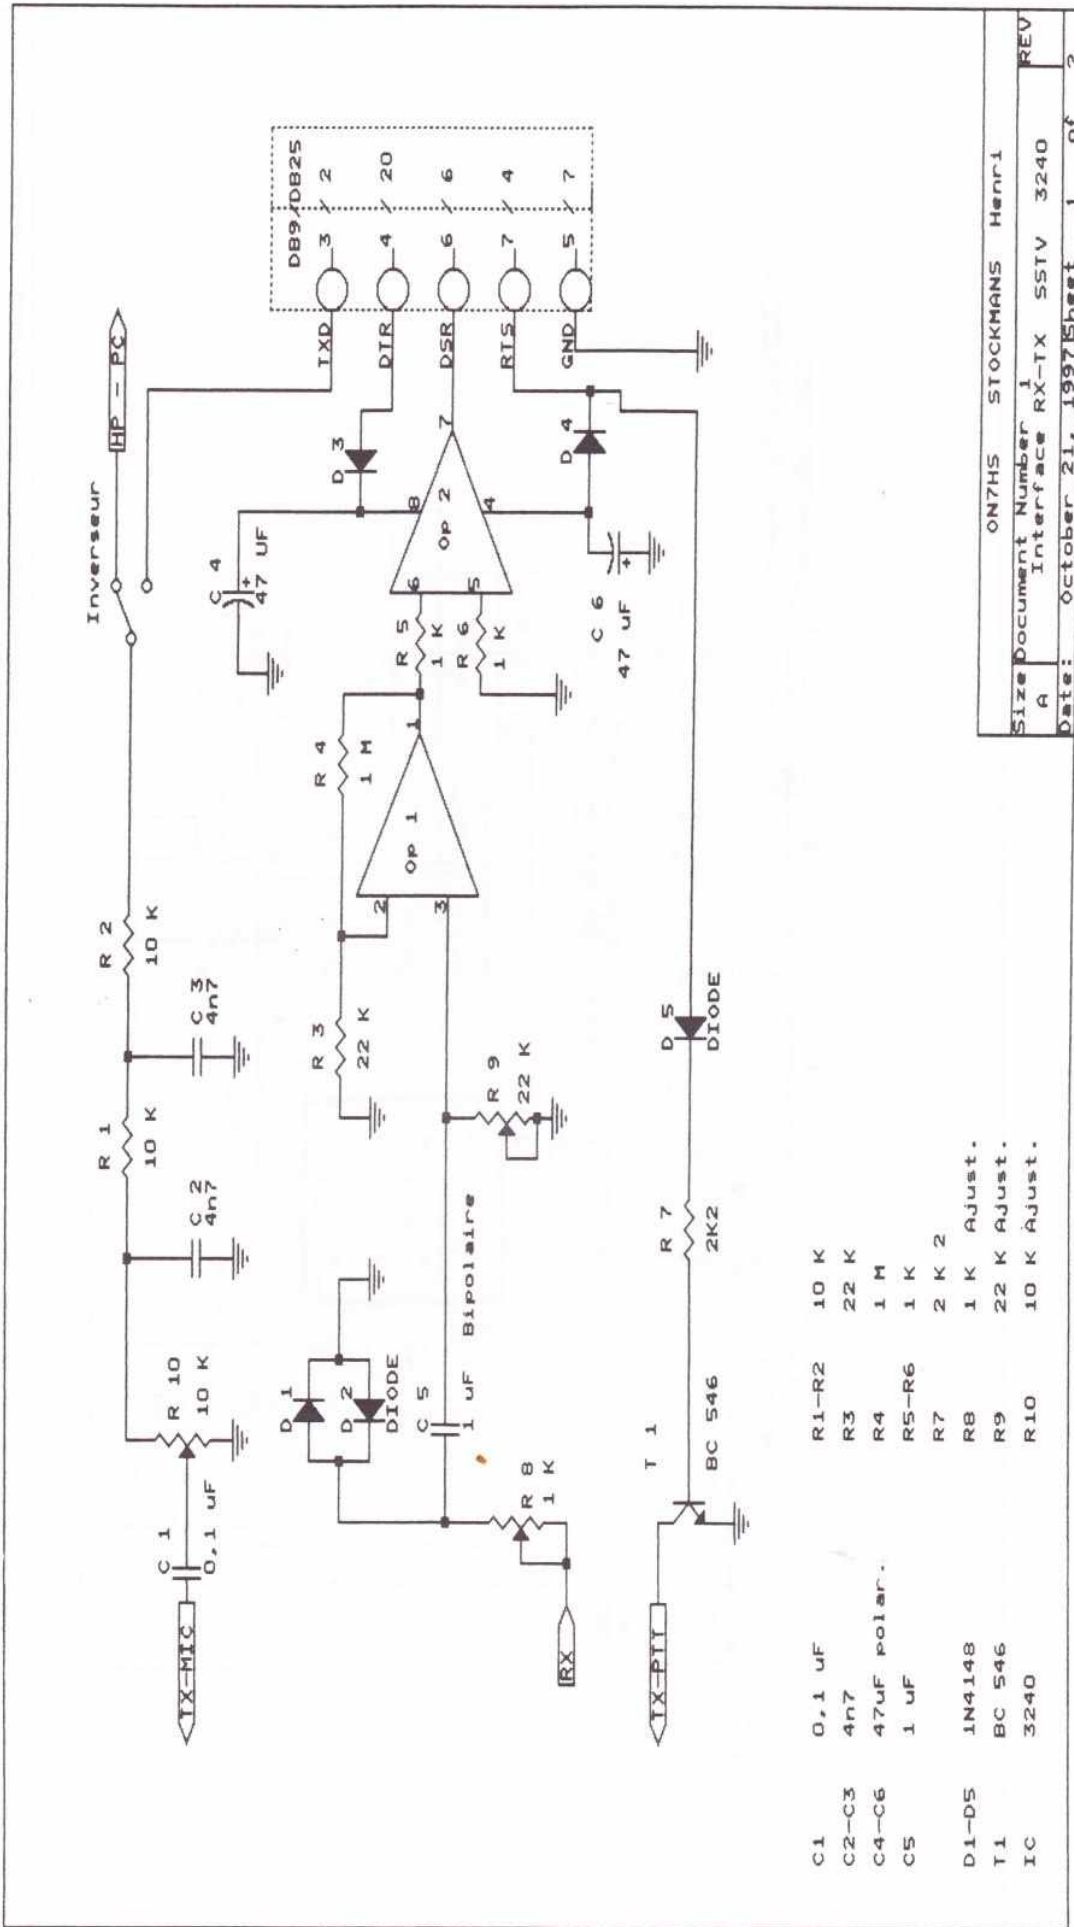 HP - PC
Inverseur
R 2
10 K
C 3
4n7
R 1
10 K
C 2
4n7
R 10
10 K
C 1
0,1 uF
TX-MIC
DB9/DB25
TXD 3 2
DTR 4 20
DSR 6 6
RTS 7 4
GND 5 7
C 4
+
47 UF
D 3
8
7
Op 2
6
5
4
D 4
C 6
+
47 uF
R 5
1 K
R 6
1 K
R 4
1 M
1
Op 1
2
3
R 3
22 K
R 9
22 K
D 1
D 2
DIODE
C 5
1 uF Bipolaire
R 8
1 K
RX
D 5
DIODE
R 7
2K2
T 1
BC 546
TX-PTT
C1 0,1 uF R1-R2 10 K
C2-C3 4n7 R3 22 K
C4-C6 47uF polar. R4 1 M
C5 1 uF R5-R6 1 K
R7 2 K 2
D1-D5 1N4148 R8 1 K Ajust.
T1 BC 546 R9 22 K Ajust.
IC 3240 R10 10 K Ajust.
ON7HS STOCKMANS Henri
Size Document Number 1 REV
A Interface RX-TX SSTV 3240
Date: October 21, 1997 Sheet 1 of